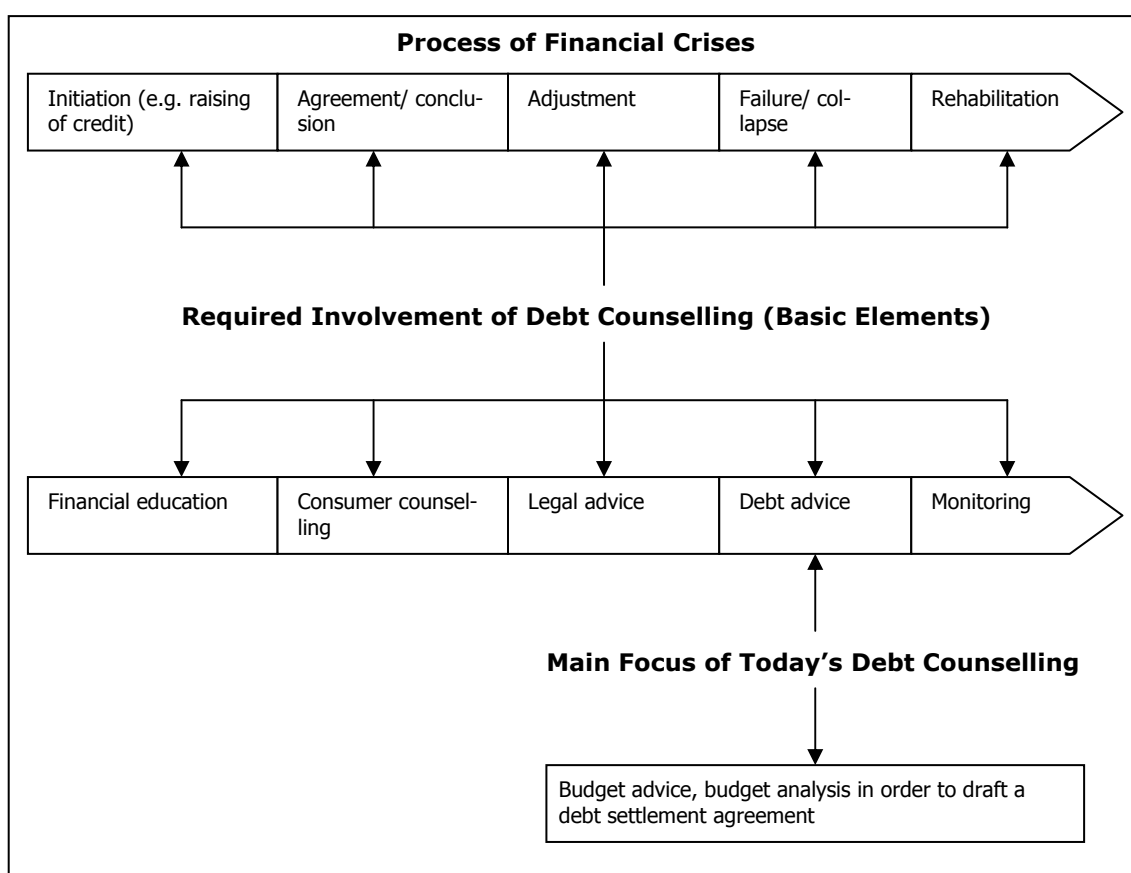 Process of Financial Crises
Initiation (e.g. raising
of credit)
Agreement/ conclu-
sion
Adjustment
Failure/ col-
lapse
Rehabilitation
Required Involvement of Debt Counselling (Basic Elements)
Financial education
Consumer counsel-
ling
Legal advice
Debt advice
Monitoring
Main Focus of Today’s Debt Counselling
Budget advice, budget analysis in order to draft a
debt settlement agreement